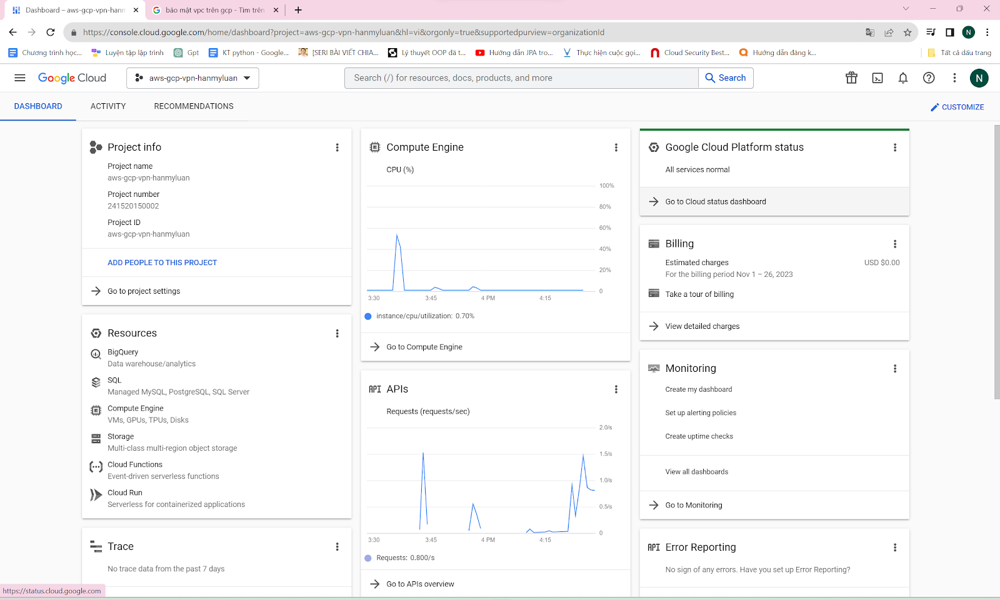 Dashboard – aws-gcp-vpn-hanm
bảo mật vpc trên gcp - Tìm trên
https://console.cloud.google.com/home/dashboard?project=aws-gcp-vpn-hanmyluan&hl=vi&orgonly=true&supportedpurview=organizationId
N
Chương trình học...
Luyện tập lập trình
Gpt
KT python - Google...
[SERI BÀI VIẾT CHIA...
Lý thuyết OOP đã t...
Hướng dẫn JPA tro...
Thực hiện cuộc gọi...
Cloud Security Best...
Hướng dẫn đăng k...
Tất cả dấu trang
Google Cloud
aws-gcp-vpn-hanmyluan
Search (/) for resources, docs, products, and more
Search
N
DASHBOARD
ACTIVITY
RECOMMENDATIONS
CUSTOMIZE
Project info
Project name
aws-gcp-vpn-hanmyluan
Project number
241520150002
Project ID
aws-gcp-vpn-hanmyluan
ADD PEOPLE TO THIS PROJECT
Go to project settings
Resources
BigQuery
Data warehouse/analytics
SQL
Managed MySQL, PostgreSQL, SQL Server
Compute Engine
VMs, GPUs, TPUs, Disks
Storage
Multi-class multi-region object storage
Cloud Functions
Event-driven serverless functions
Cloud Run
Serverless for containerized applications
Trace
No trace data from the past 7 days
https://status.cloud.google.com
Compute Engine
CPU (%)
100%
80%
60%
40%
20%
0
3:30
3:45
4 PM
4:15
instance/cpu/utilization: 0.70%
Go to Compute Engine
API APIs
Requests (requests/sec)
2.0/s
1.5/s
1.0/s
0.5/s
0
3:30
3:45
4 PM
4:15
Requests: 0.800/s
Go to APIs overview
Google Cloud Platform status
All services normal
Go to Cloud status dashboard
Billing
Estimated charges
USD $0.00
For the billing period Nov 1 – 26, 2023
Take a tour of billing
View detailed charges
Monitoring
Create my dashboard
Set up alerting policies
Create uptime checks
View all dashboards
Go to Monitoring
API Error Reporting
No sign of any errors. Have you set up Error Reporting?